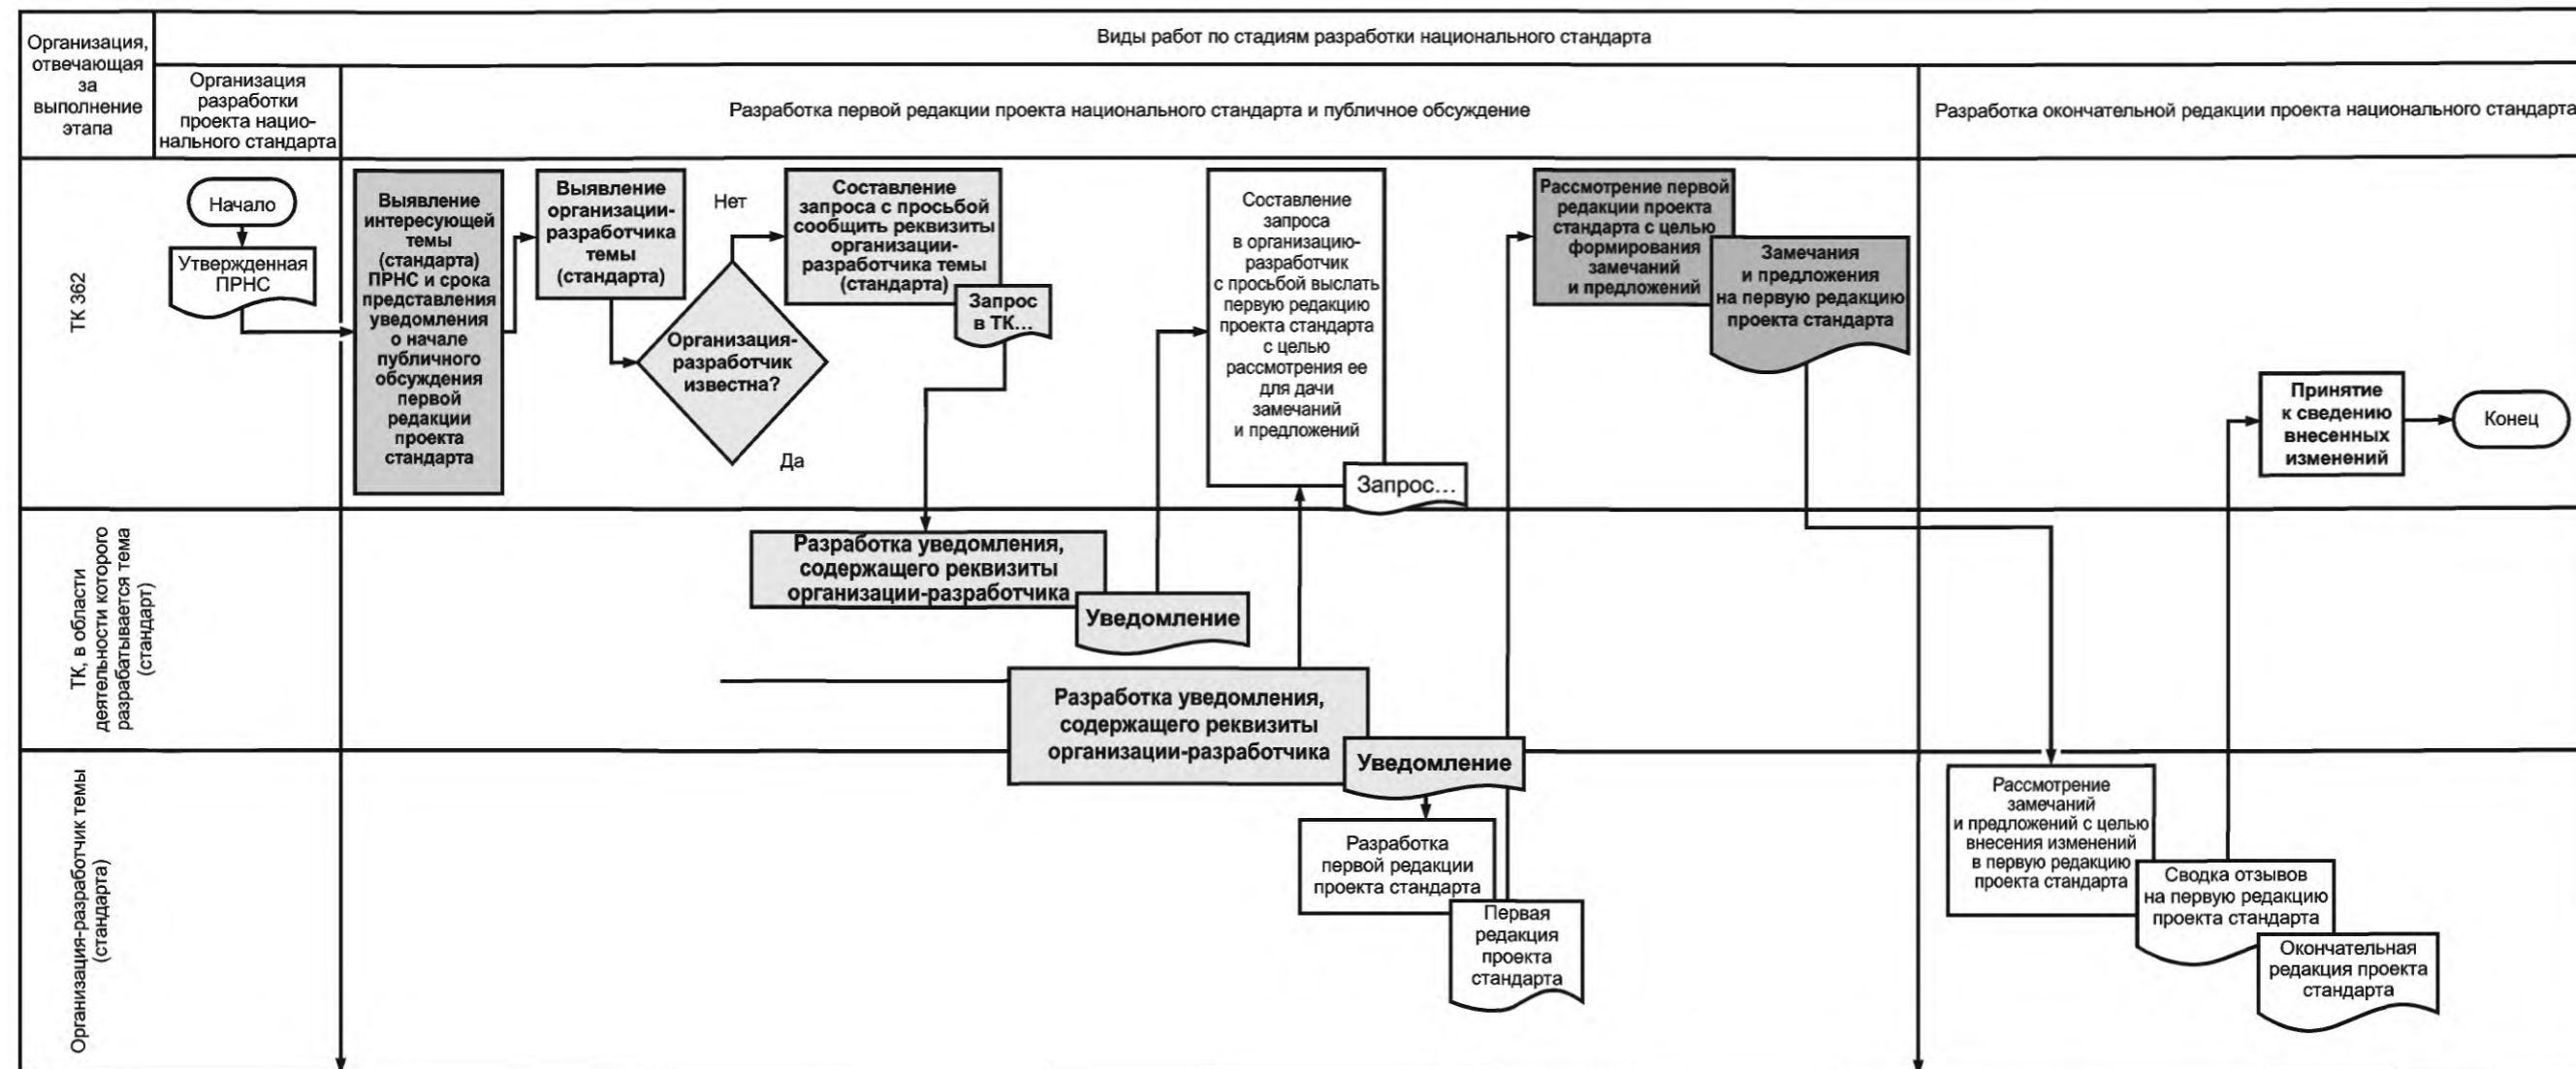 Организация,
отвечающая
за
выполнение
этапа
Виды работ по стадиям разработки национального стандарта
Организация
разработки
проекта нацио-
нального стандарта
Разработка первой редакции проекта национального стандарта и публичное обсуждение
Разработка окончательной редакции проекта национального стандарта
ТК 362
Начало
Утвержденная
ПРНС
Выявление
интересующей
темы
(стандарта)
ПРНС и срока
представления
уведомления
о начале
публичного
обсуждения
первой
редакции
проекта
стандарта
Выявление
организации-
разработчика
темы
(стандарта)
Организация-
разработчик
известна?
Нет
Да
Составление
запроса с просьбой
сообщить реквизиты
организации-
разработчика темы
(стандарта)
Запрос
в ТК...
Составление
запроса
в организацию-
разработчик
с просьбой выслать
первую редакцию
проекта стандарта
с целью
рассмотрения ее
для дачи
замечаний
и предложений
Запрос...
Рассмотрение первой
редакции проекта
стандарта с целью
формирования
замечаний
и предложений
Замечания
и предложения
на первую редакцию
проекта стандарта
Принятие
к сведению
внесенных
изменений
Конец
ТК, в области
деятельности которого
разрабатывается тема
(стандарт)
Разработка уведомления,
содержащего реквизиты
организации-разработчика
Уведомление
Разработка уведомления,
содержащего реквизиты
организации-разработчика
Уведомление
Организация-разработчик темы
(стандарта)
Разработка
первой редакции
проекта стандарта
Первая
редакция
проекта
стандарта
Рассмотрение
замечаний
и предложений с целью
внесения изменений
в первую редакцию
проекта стандарта
Сводка отзывов
на первую редакцию
проекта стандарта
Окончательная
редакция проекта
стандарта